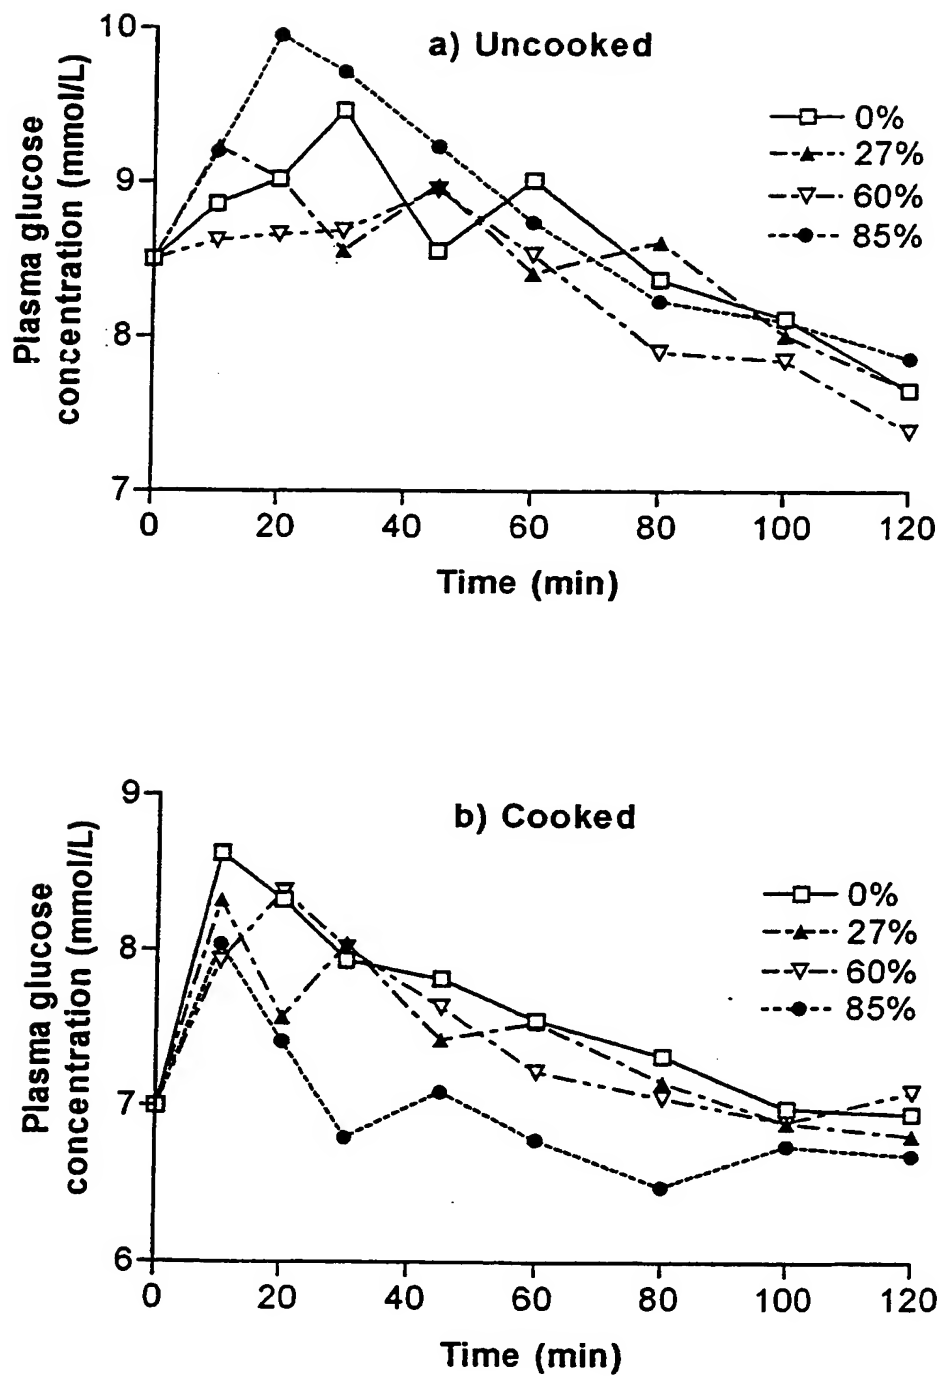 a) Uncooked
Plasma glucose
concentration (mmol/L)
10
9
8
7
0%
27%
60%
85%
0 20 40 60 80 100 120
Time (min)
b) Cooked
Plasma glucose
concentration (mmol/L)
9
8
7
6
0%
27%
60%
85%
0 20 40 60 80 100 120
Time (min)